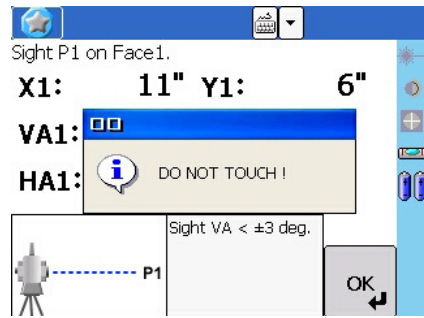 Sight P1 on Face1.
X1: 11" Y1: 6"
VA1:
DO NOT TOUCH !
HA1:
Sight VA < ±3 deg.
P1
OK